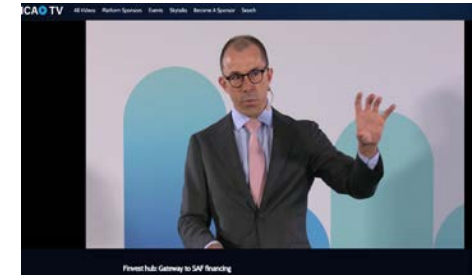 ICAO TV All Videos Platform Sponsors Events Skytalks Become A Sponsor Search
Finvest hub: Gateway to SAF financing